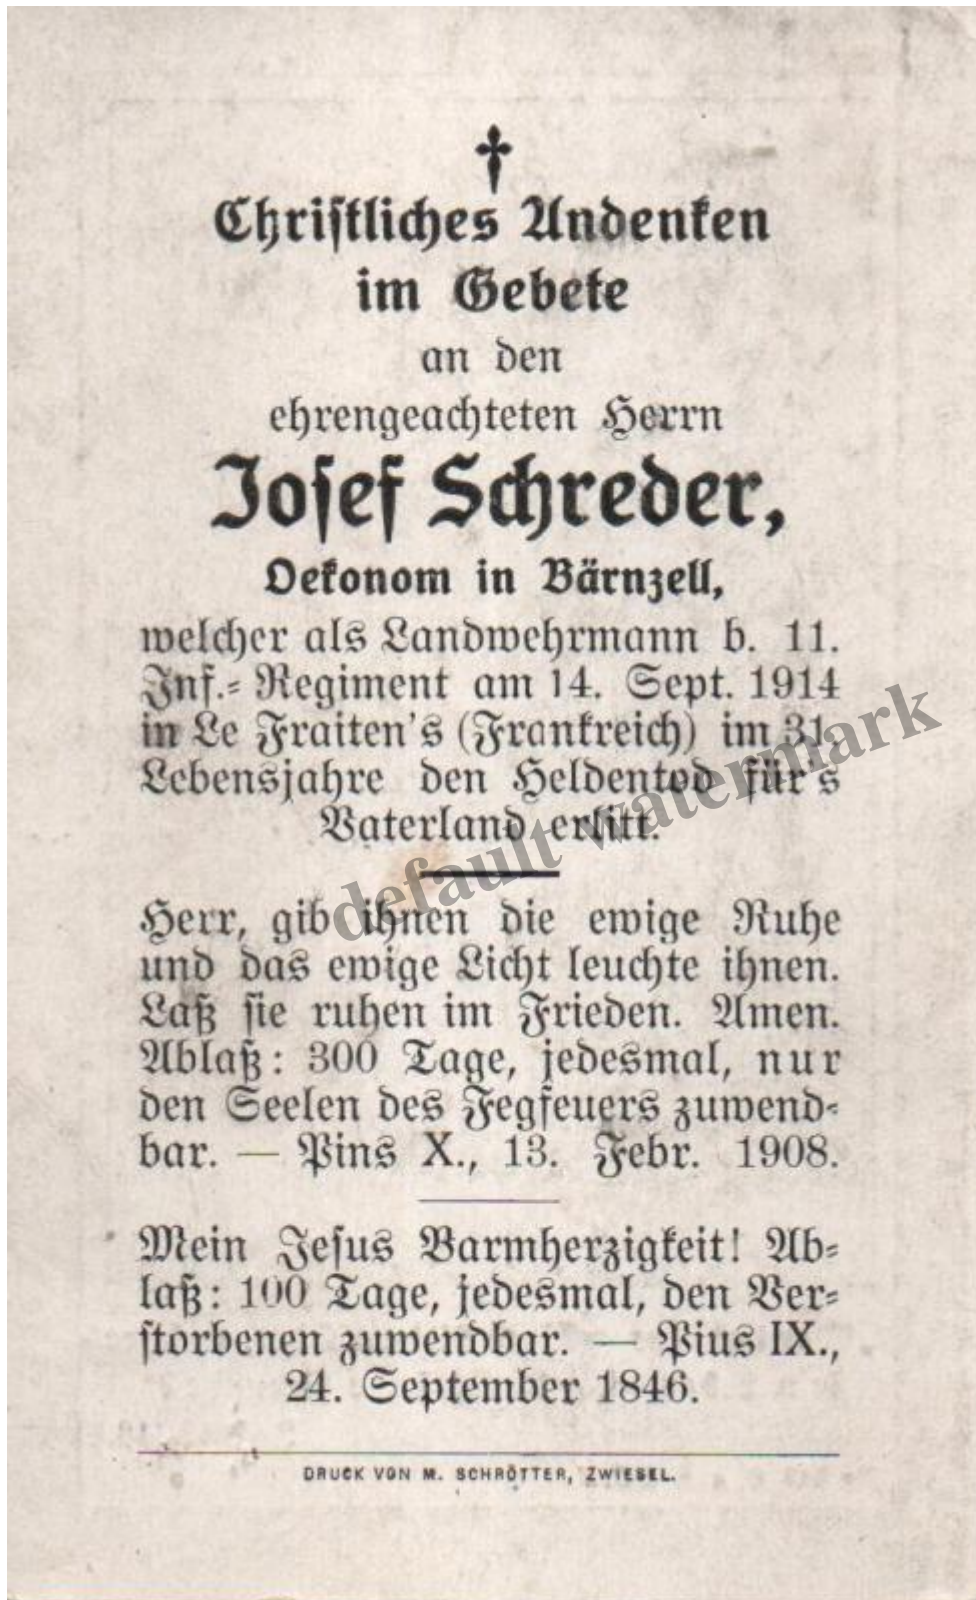 Christliches Andenken
im Gebete
an den
ehrengeachteten Herrn
Josef Schreder,
Oekonom in Bärnzell,
welcher als Landwehrmann b. 11.
Inf.-Regiment am 14. Sept. 1914
in Le Fraiten's (Frankreich) im 31.
Lebensjahre den Heldentod für's
Vaterland erlitt.
Herr, gib ihnen die ewige Ruhe
und das ewige Licht leuchte ihnen.
Laß sie ruhen im Frieden. Amen.
Ablaß: 300 Tage, jedesmal, nur
den Seelen des Fegfeuers zuwend-
bar. — Pins X., 13. Febr. 1908.
Mein Jesus Barmherzigkeit! Ab-
laß: 100 Tage, jedesmal, den Ver-
storbenen zuwendbar. — Pius IX.,
24. September 1846.
DRUCK VON M. SCHRÖTTER, ZWIESEL.
default watermark